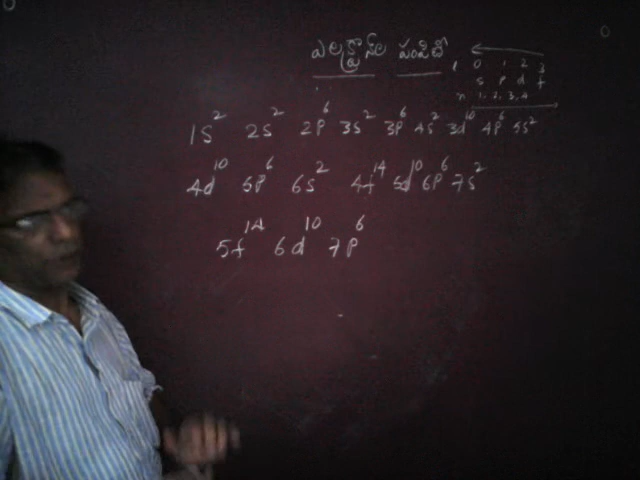 ఎలక్ట్రాన్‌ల పంపిణీ
l 0 1 2 3
s p d f
n 1, 2, 3, 4
1s² 2s² 2p⁶ 3s² 3p⁶ 4s² 3d¹⁰ 4p⁶ 5s²
4d¹⁰ 5p⁶ 6s² 4f¹⁴ 5d¹⁰ 6p⁶ 7s²
5f¹⁴ 6d¹⁰ 7p⁶